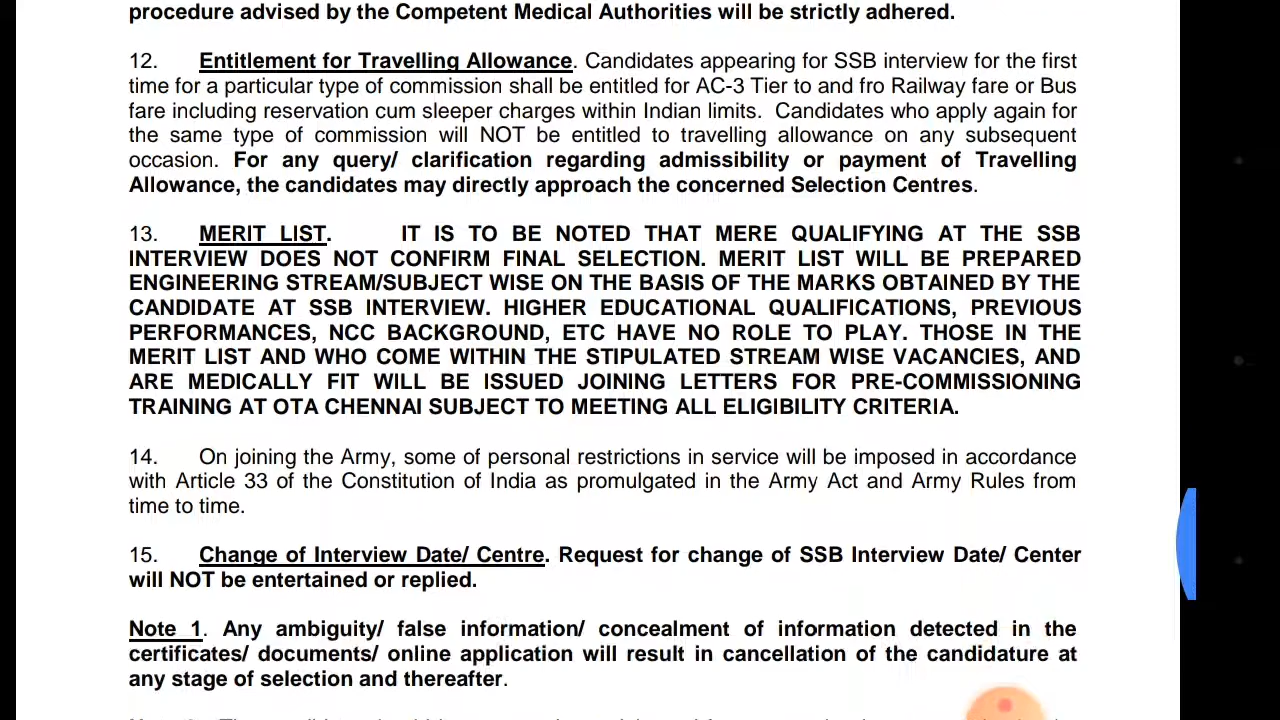 procedure advised by the Competent Medical Authorities will be strictly adhered.
12. Entitlement for Travelling Allowance. Candidates appearing for SSB interview for the first
time for a particular type of commission shall be entitled for AC-3 Tier to and fro Railway fare or Bus
fare including reservation cum sleeper charges within Indian limits. Candidates who apply again for
the same type of commission will NOT be entitled to travelling allowance on any subsequent
occasion. For any query/ clarification regarding admissibility or payment of Travelling
Allowance, the candidates may directly approach the concerned Selection Centres.
13. MERIT LIST. IT IS TO BE NOTED THAT MERE QUALIFYING AT THE SSB
INTERVIEW DOES NOT CONFIRM FINAL SELECTION. MERIT LIST WILL BE PREPARED
ENGINEERING STREAM/SUBJECT WISE ON THE BASIS OF THE MARKS OBTAINED BY THE
CANDIDATE AT SSB INTERVIEW. HIGHER EDUCATIONAL QUALIFICATIONS, PREVIOUS
PERFORMANCES, NCC BACKGROUND, ETC HAVE NO ROLE TO PLAY. THOSE IN THE
MERIT LIST AND WHO COME WITHIN THE STIPULATED STREAM WISE VACANCIES, AND
ARE MEDICALLY FIT WILL BE ISSUED JOINING LETTERS FOR PRE-COMMISSIONING
TRAINING AT OTA CHENNAI SUBJECT TO MEETING ALL ELIGIBILITY CRITERIA.
14. On joining the Army, some of personal restrictions in service will be imposed in accordance
with Article 33 of the Constitution of India as promulgated in the Army Act and Army Rules from
time to time.
15. Change of Interview Date/ Centre. Request for change of SSB Interview Date/ Center
will NOT be entertained or replied.
Note 1. Any ambiguity/ false information/ concealment of information detected in the
certificates/ documents/ online application will result in cancellation of the candidature at
any stage of selection and thereafter.